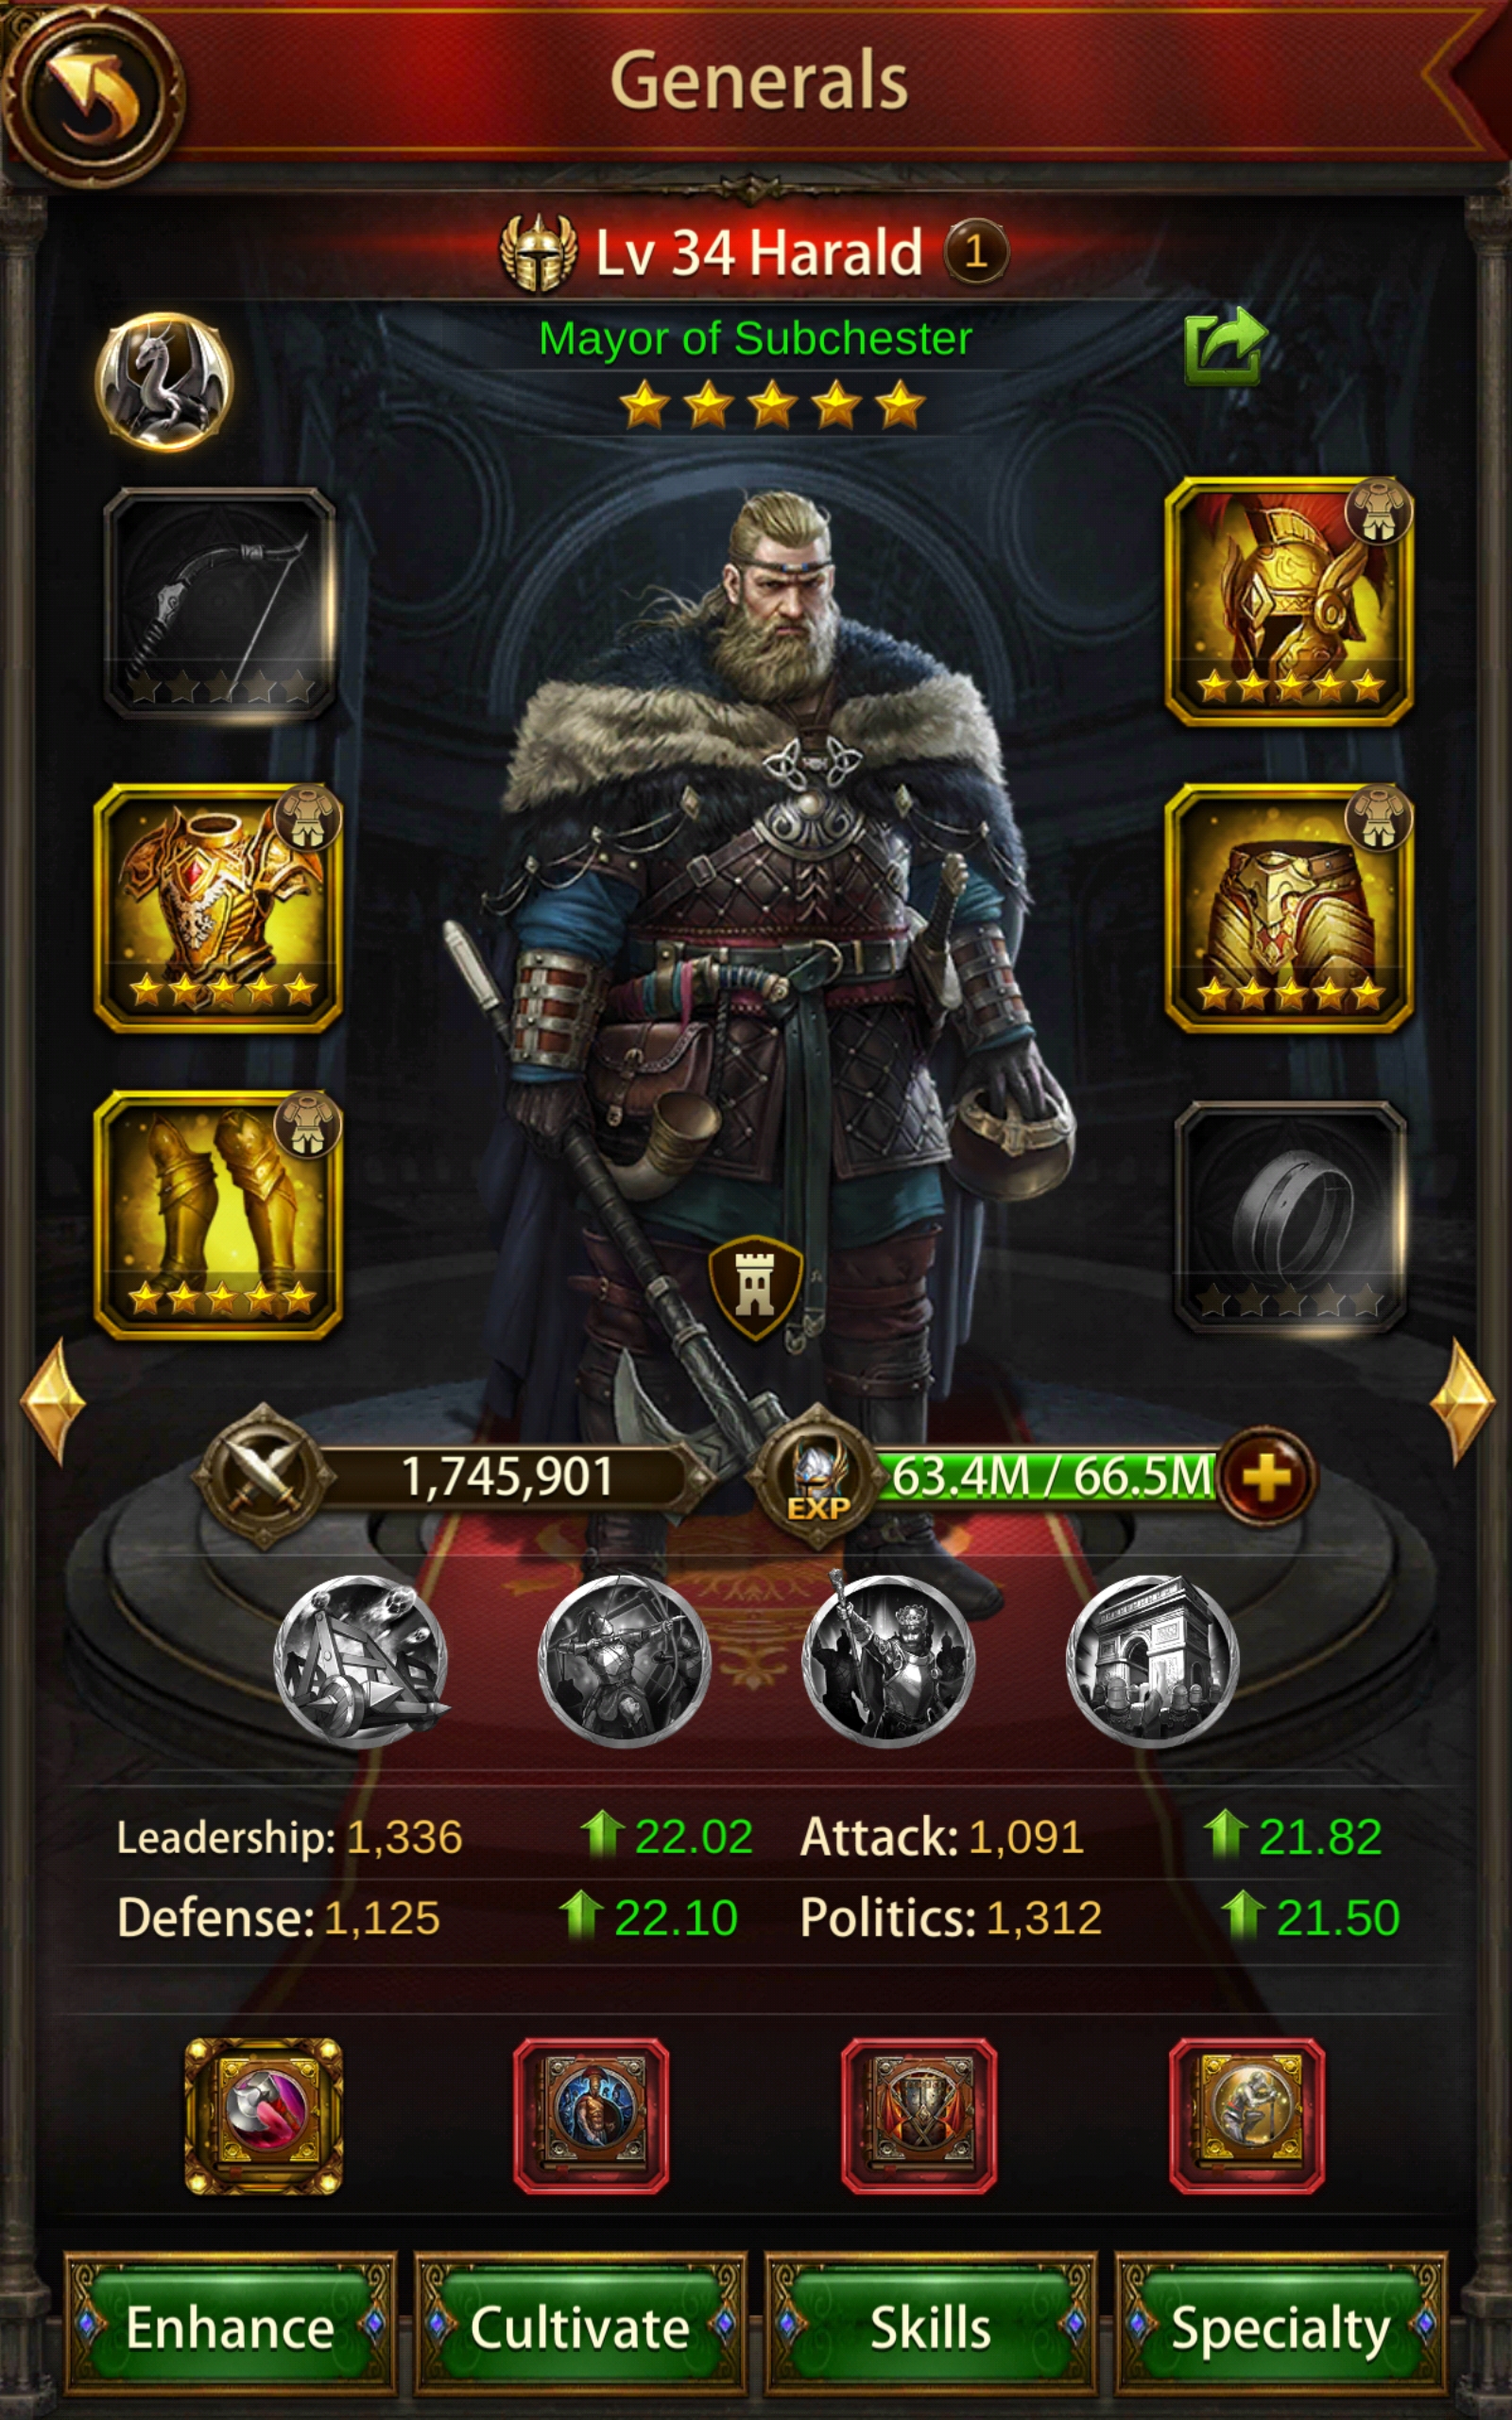 Generals
Lv 34 Harald 1
Mayor of Subchester
1,745,901
EXP
63.4M / 66.5M
Leadership: 1,336 22.02 Attack: 1,091 21.82
Defense: 1,125 22.10 Politics: 1,312 21.50
Enhance Cultivate Skills Specialty